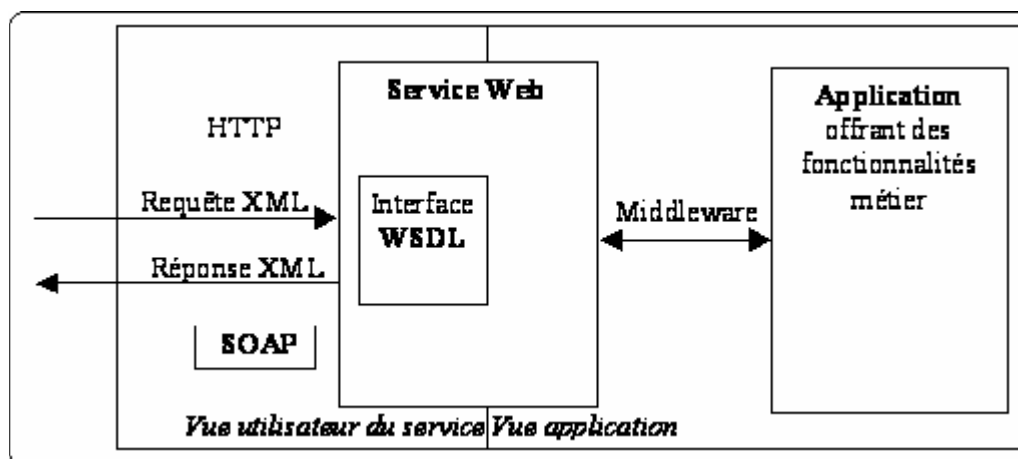 Service Web
HTTP
Requête XML
Réponse XML
SOAP
Interface
WSDL
Middleware
Application
offrant des
fonctionnalités
métier
Vue utilisateur du service
Vue application